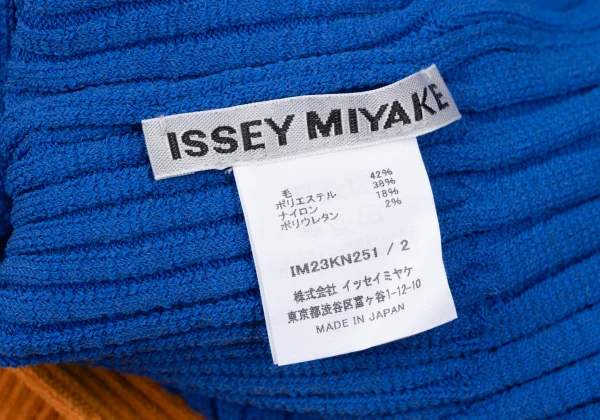 ISSEY MIYAKE
毛 42%
ポリエステル 38%
ナイロン 18%
ポリウレタン 2%
IM23KN251 / 2
株式会社 イッセイミヤケ
東京都渋谷区富ヶ谷1-12-10
MADE IN JAPAN